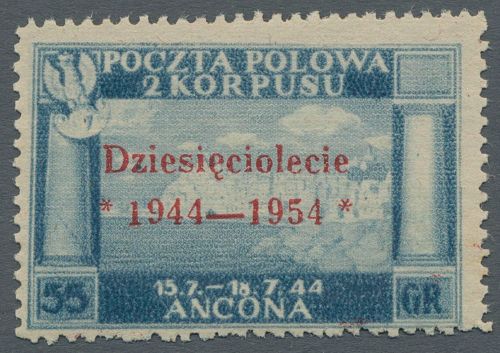 POCZTA POLOWA
2 KORPUSU
Dziesięciolecie
* 1944—1954 *
15.7.—18.7.44
55 ANCONA GR